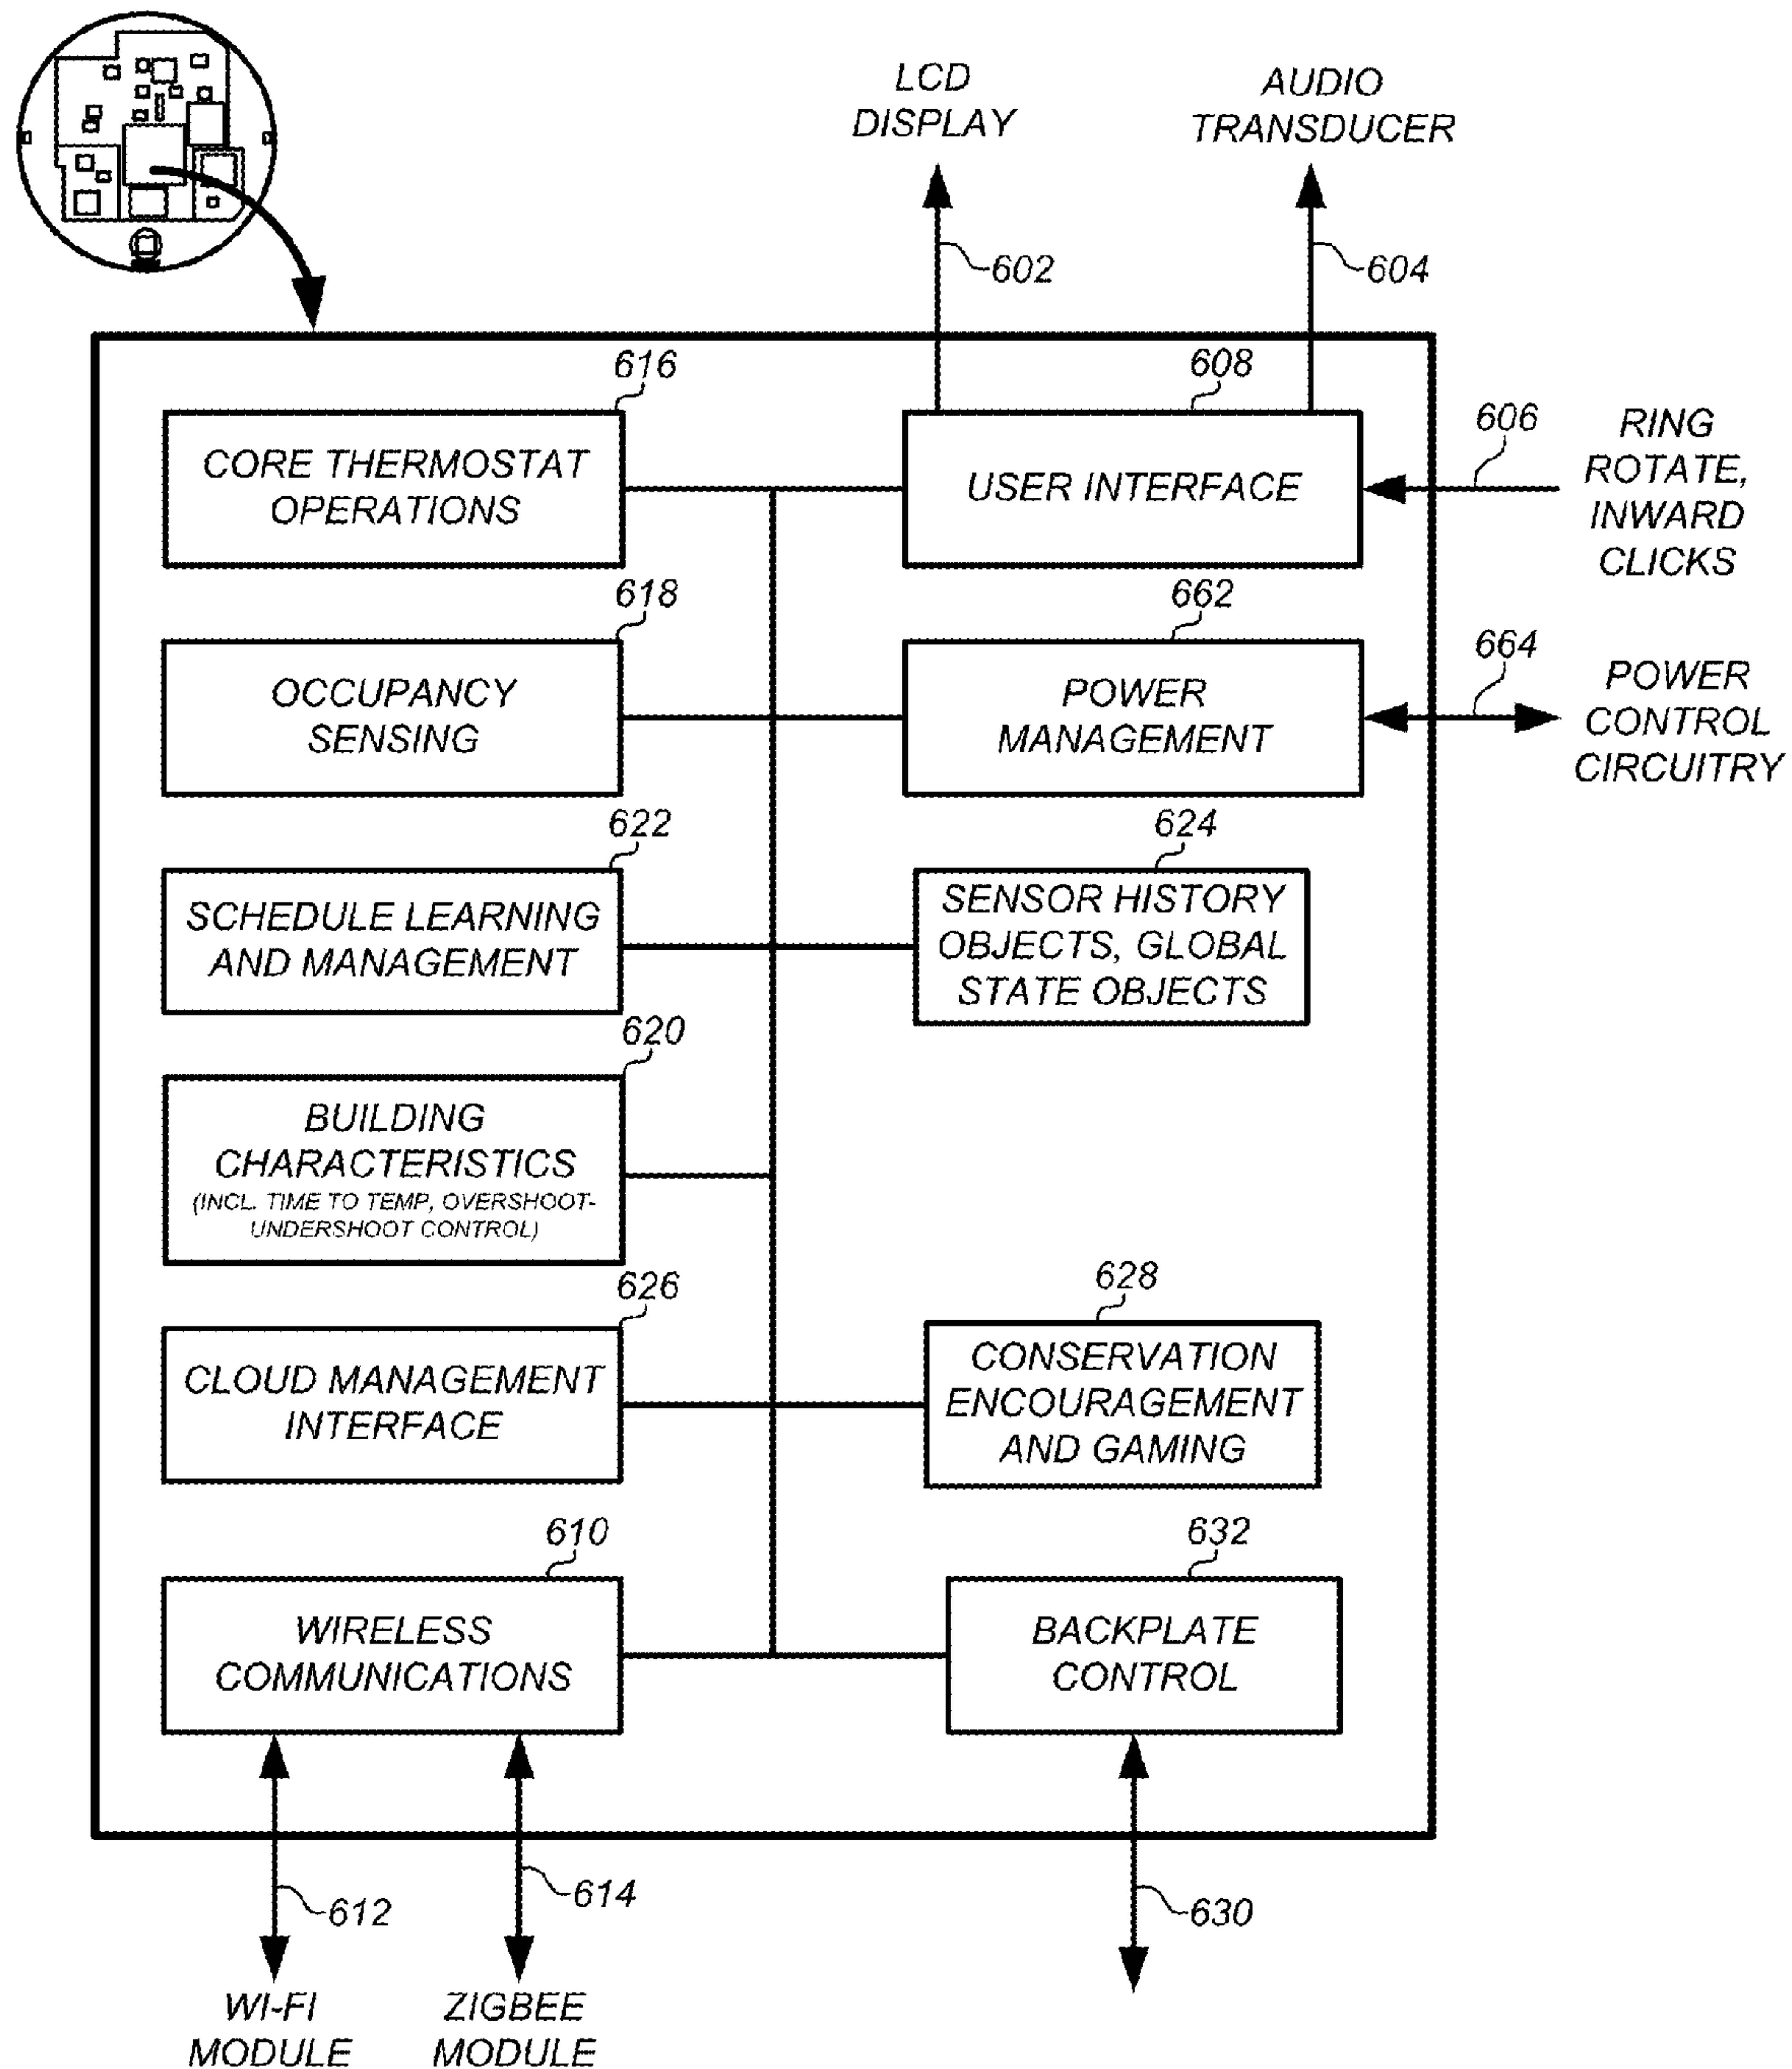 LCD
DISPLAY
AUDIO
TRANSDUCER
602
604
616
608
CORE THERMOSTAT
OPERATIONS
USER INTERFACE
606
RING
ROTATE,
INWARD
CLICKS
618
662
OCCUPANCY
SENSING
POWER
MANAGEMENT
664
POWER
CONTROL
CIRCUITRY
622
624
SCHEDULE LEARNING
AND MANAGEMENT
SENSOR HISTORY
OBJECTS, GLOBAL
STATE OBJECTS
620
BUILDING
CHARACTERISTICS
(INCL. TIME TO TEMP, OVERSHOOT-
UNDERSHOOT CONTROL)
626
628
CLOUD MANAGEMENT
INTERFACE
CONSERVATION
ENCOURAGEMENT
AND GAMING
610
632
WIRELESS
COMMUNICATIONS
BACKPLATE
CONTROL
612
614
630
WI-FI
MODULE
ZIGBEE
MODULE